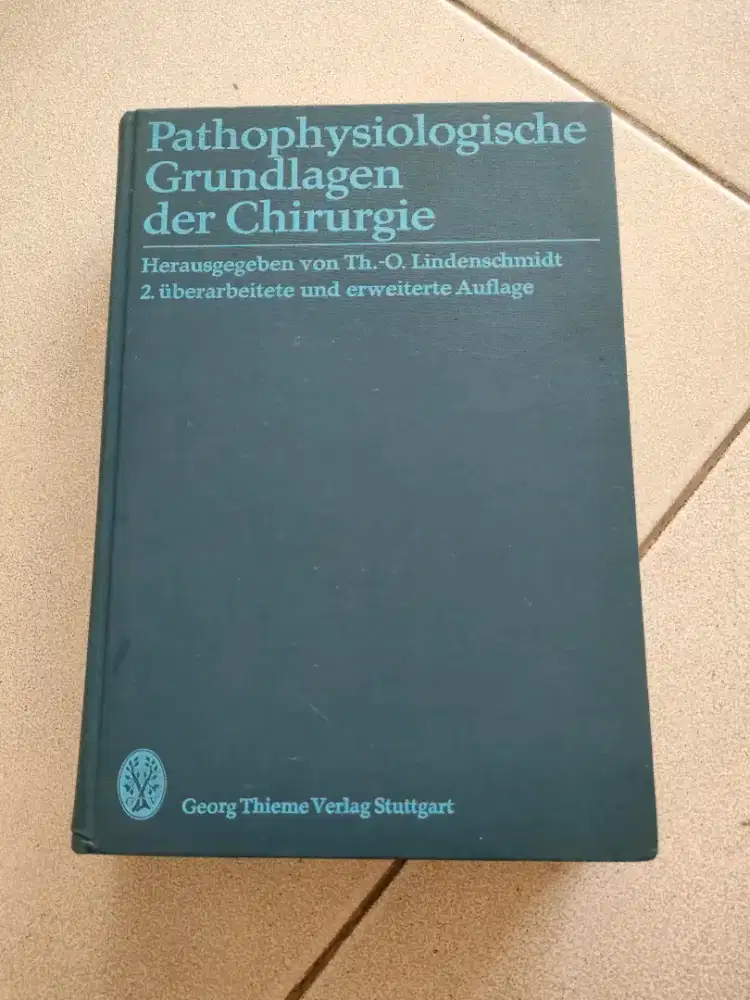 Pathophysiologische
Grundlagen
der Chirurgie
Herausgegeben von Th.-O. Lindenschmidt
2. überarbeitete und erweiterte Auflage
Georg Thieme Verlag Stuttgart